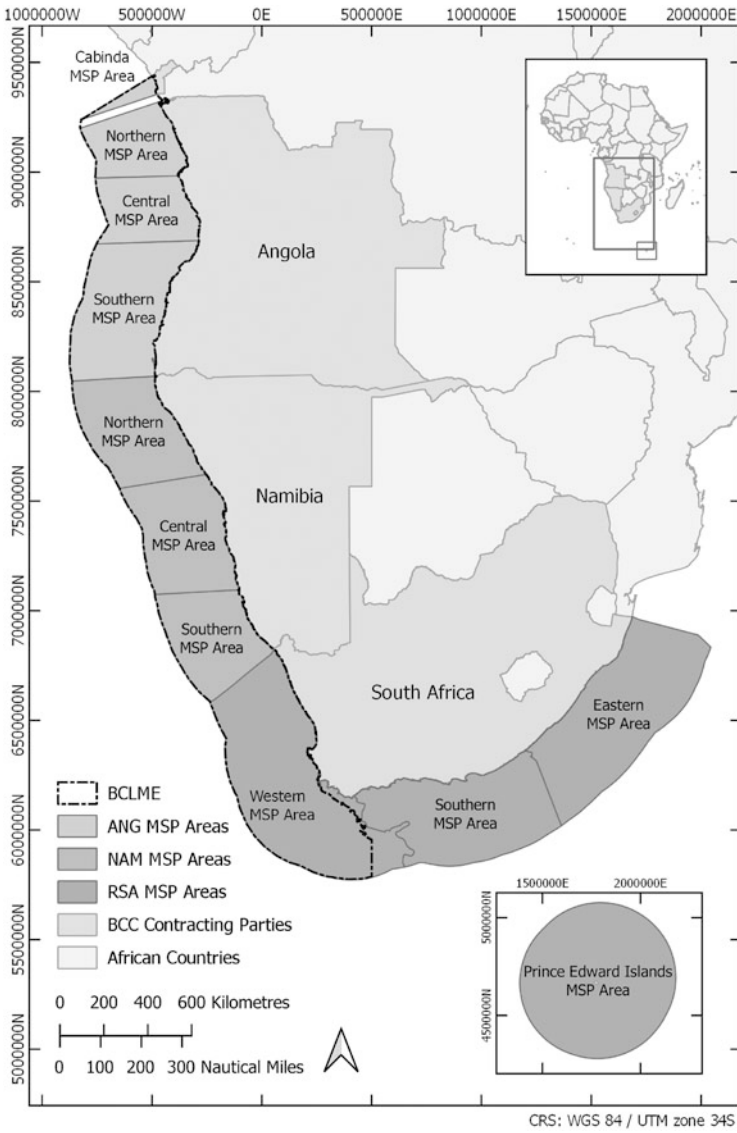 1000000W 500000W 0E 500000E 1000000E 1500000E 2000000E
9500000N
9000000N
8500000N
8000000N
7500000N
7000000N
6500000N
6000000N
5500000N
5000000N
Cabinda
MSP Area
Northern
MSP Area
Central
MSP Area
Southern
MSP Area
Angola
Northern
MSP Area
Central
MSP Area
Southern
MSP Area
Namibia
South Africa
Western
MSP Area
Southern
MSP Area
Eastern
MSP Area
BCLME
ANG MSP Areas
NAM MSP Areas
RSA MSP Areas
BCC Contracting Parties
African Countries
0 200 400 600 Kilometres
0 100 200 300 Nautical Miles
1500000E 2000000E
5000000N
4500000N
Prince Edward Islands
MSP Area
CRS: WGS 84 / UTM zone 34S